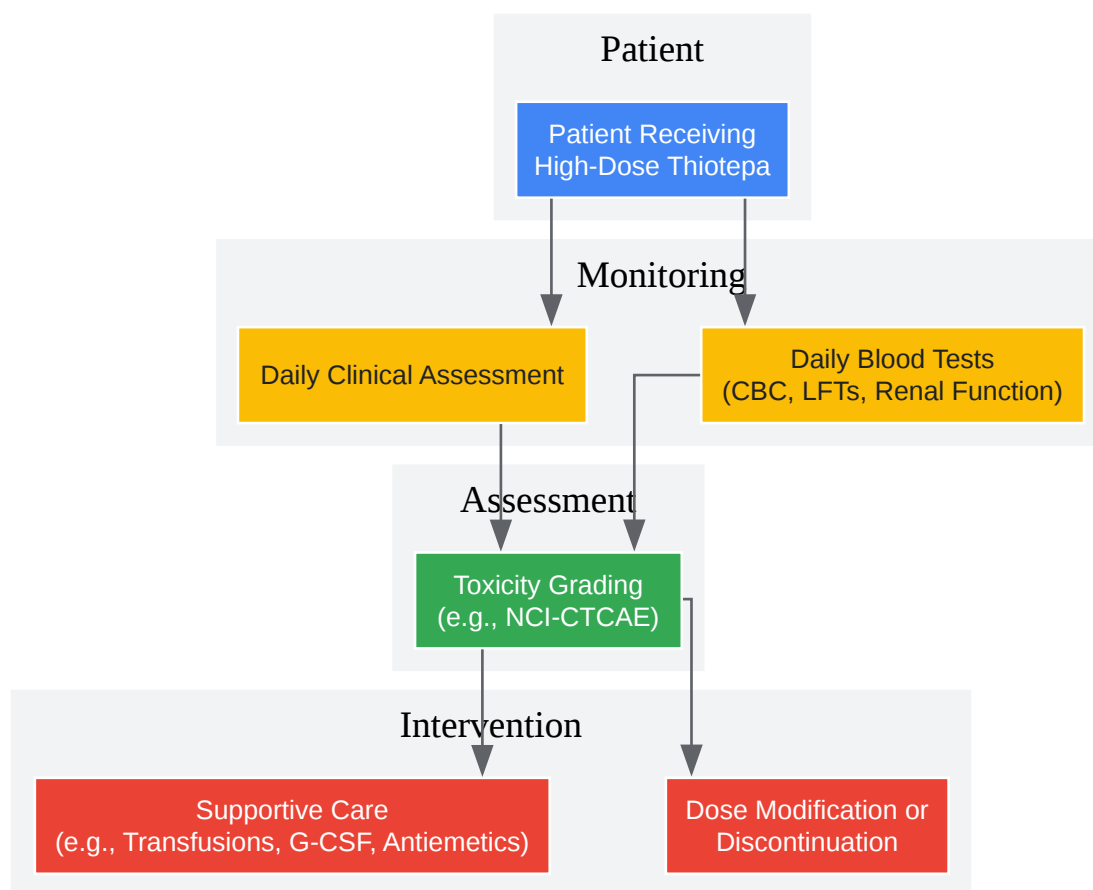 Patient
Patient Receiving
High-Dose Thiotepa
Monitoring
Daily Clinical Assessment
Daily Blood Tests
(CBC, LFTs, Renal Function)
Assessment
Toxicity Grading
(e.g., NCI-CTCAE)
Intervention
Supportive Care
(e.g., Transfusions, G-CSF, Antiemetics)
Dose Modification or
Discontinuation